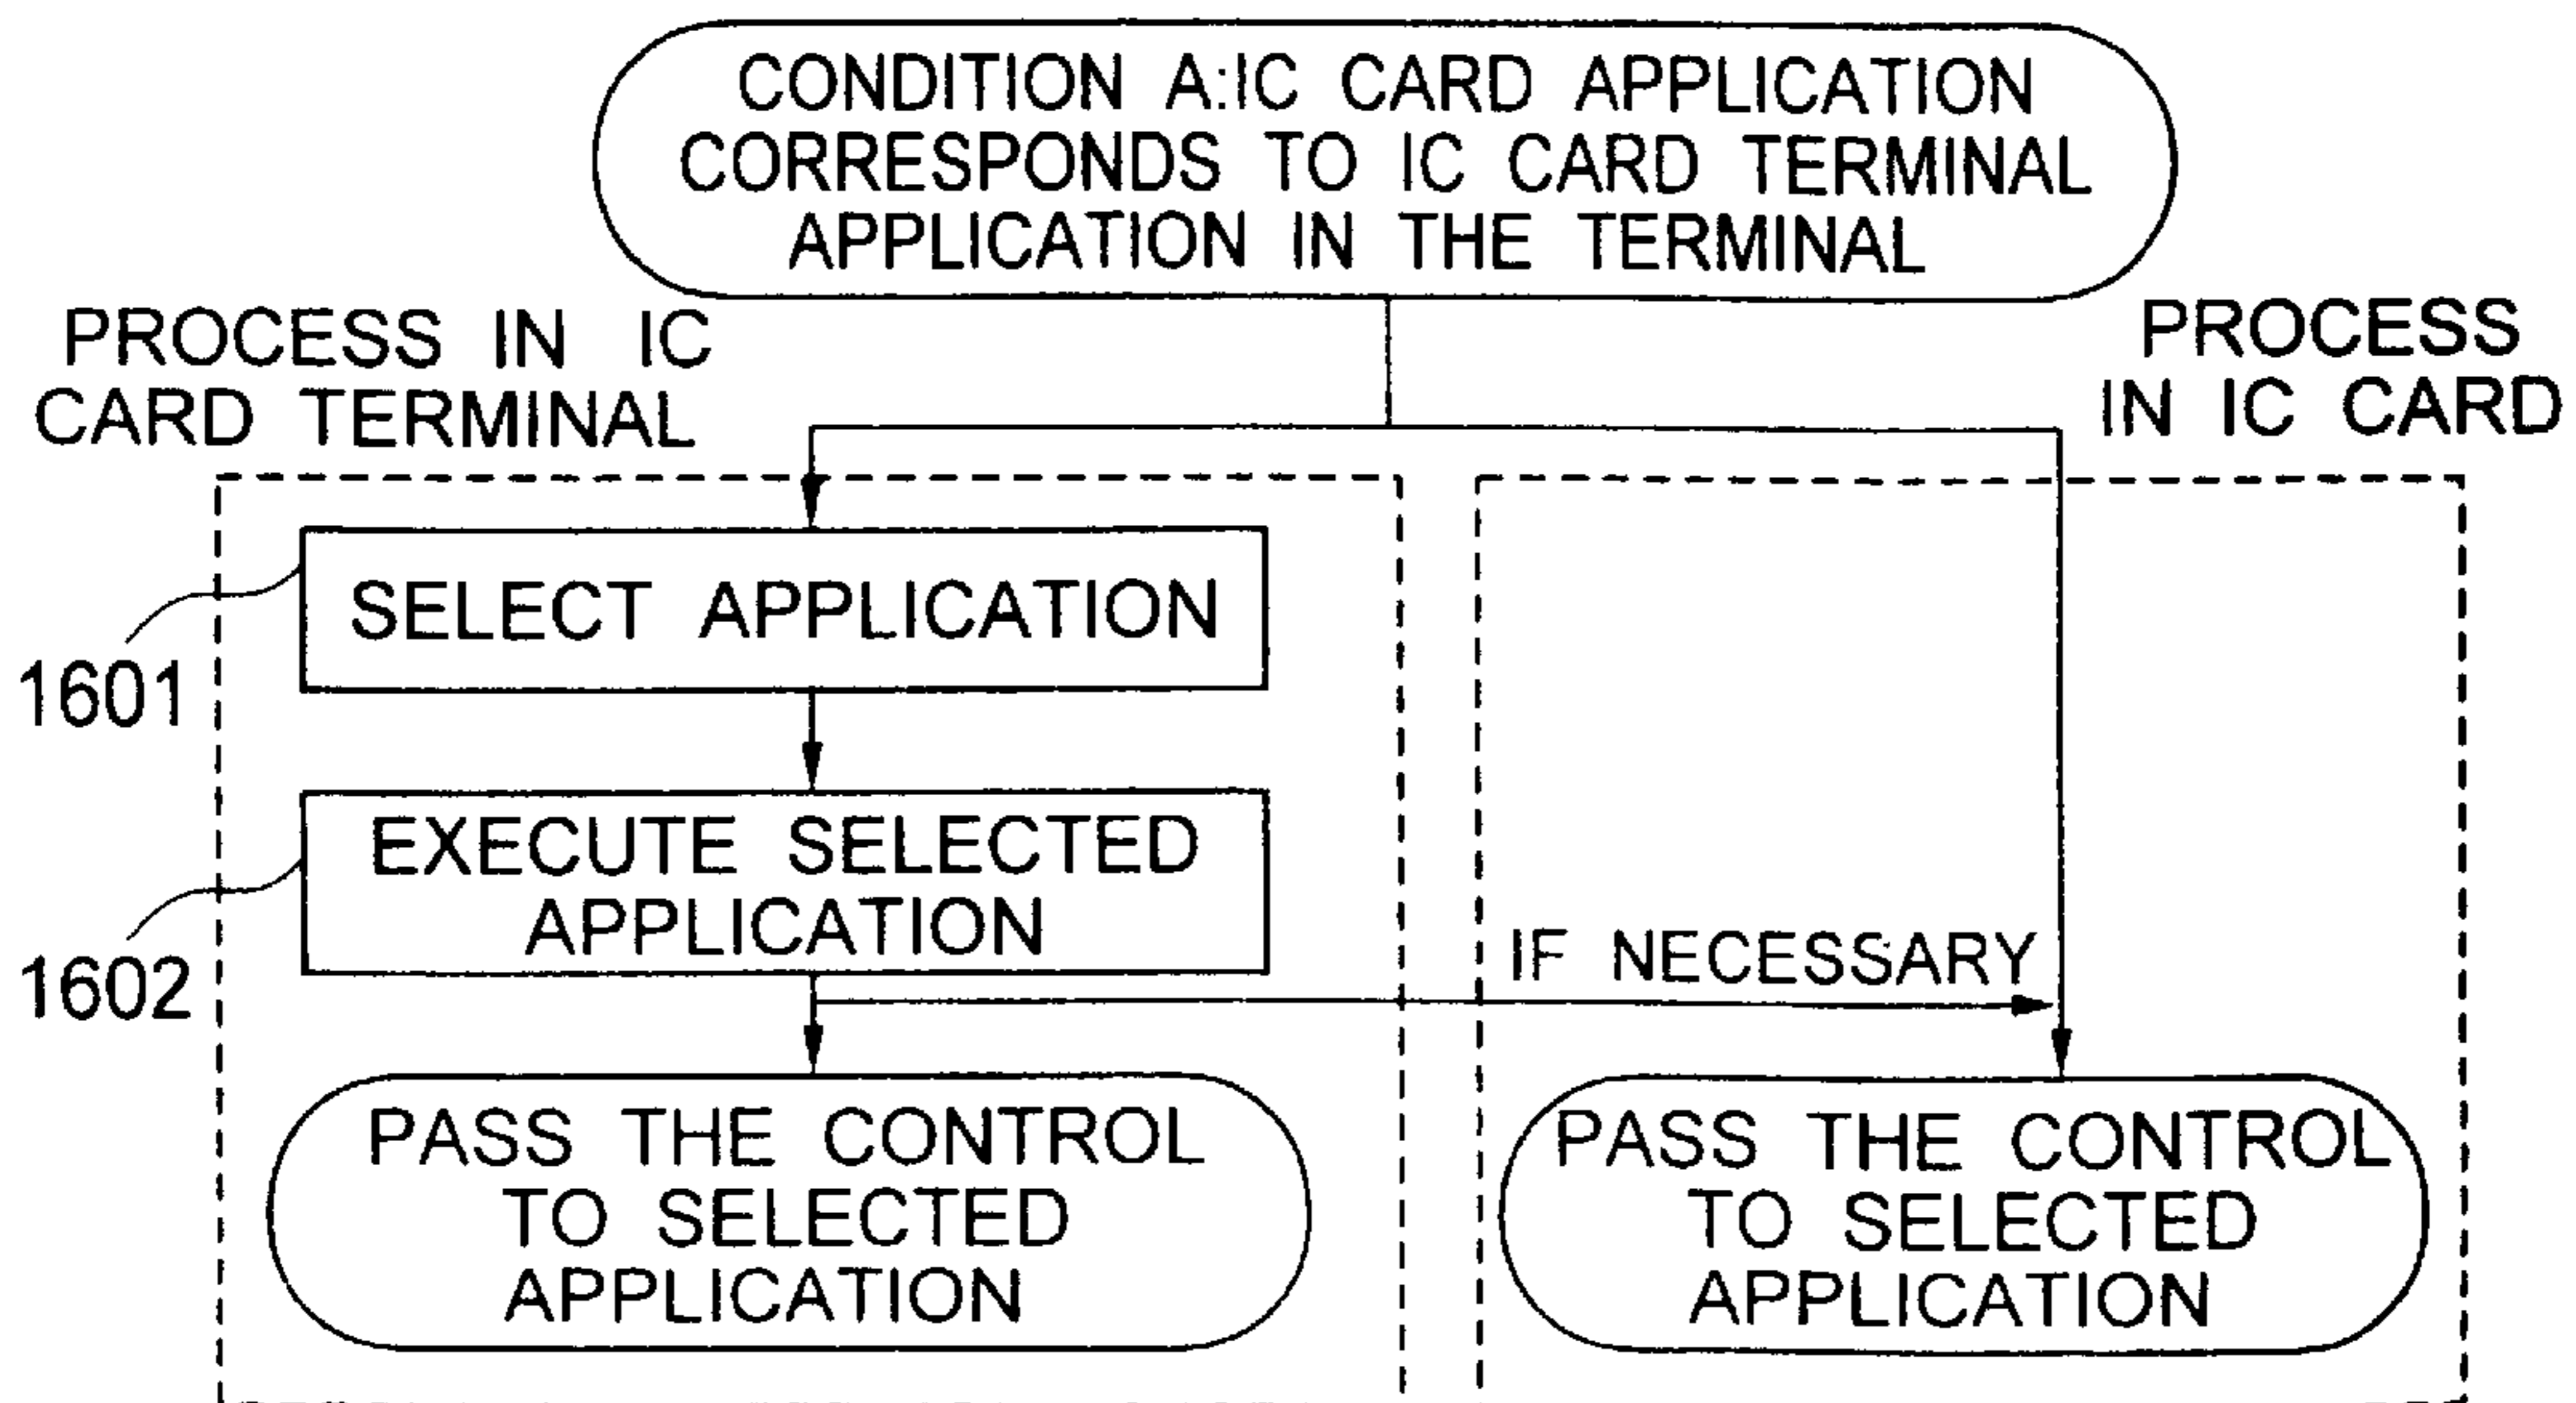 CONDITION A:IC CARD APPLICATION
CORRESPONDS TO IC CARD TERMINAL
APPLICATION IN THE TERMINAL
PROCESS IN IC
CARD TERMINAL
PROCESS
IN IC CARD
SELECT APPLICATION
1601
EXECUTE SELECTED
APPLICATION
1602
IF NECESSARY
PASS THE CONTROL
TO SELECTED
APPLICATION
PASS THE CONTROL
TO SELECTED
APPLICATION